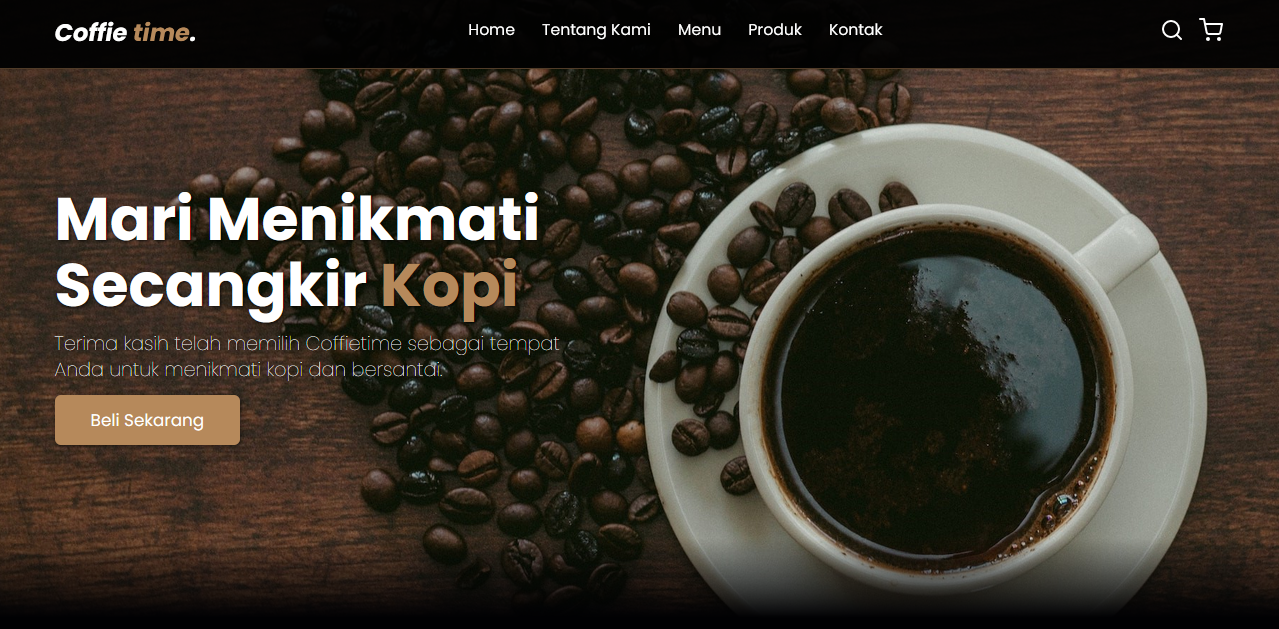 Coffie time.
Home Tentang Kami Menu Produk Kontak
Mari Menikmati
Secangkir Kopi
Terima kasih telah memilih Coffietime sebagai tempat
Anda untuk menikmati kopi dan bersantai.
Beli Sekarang